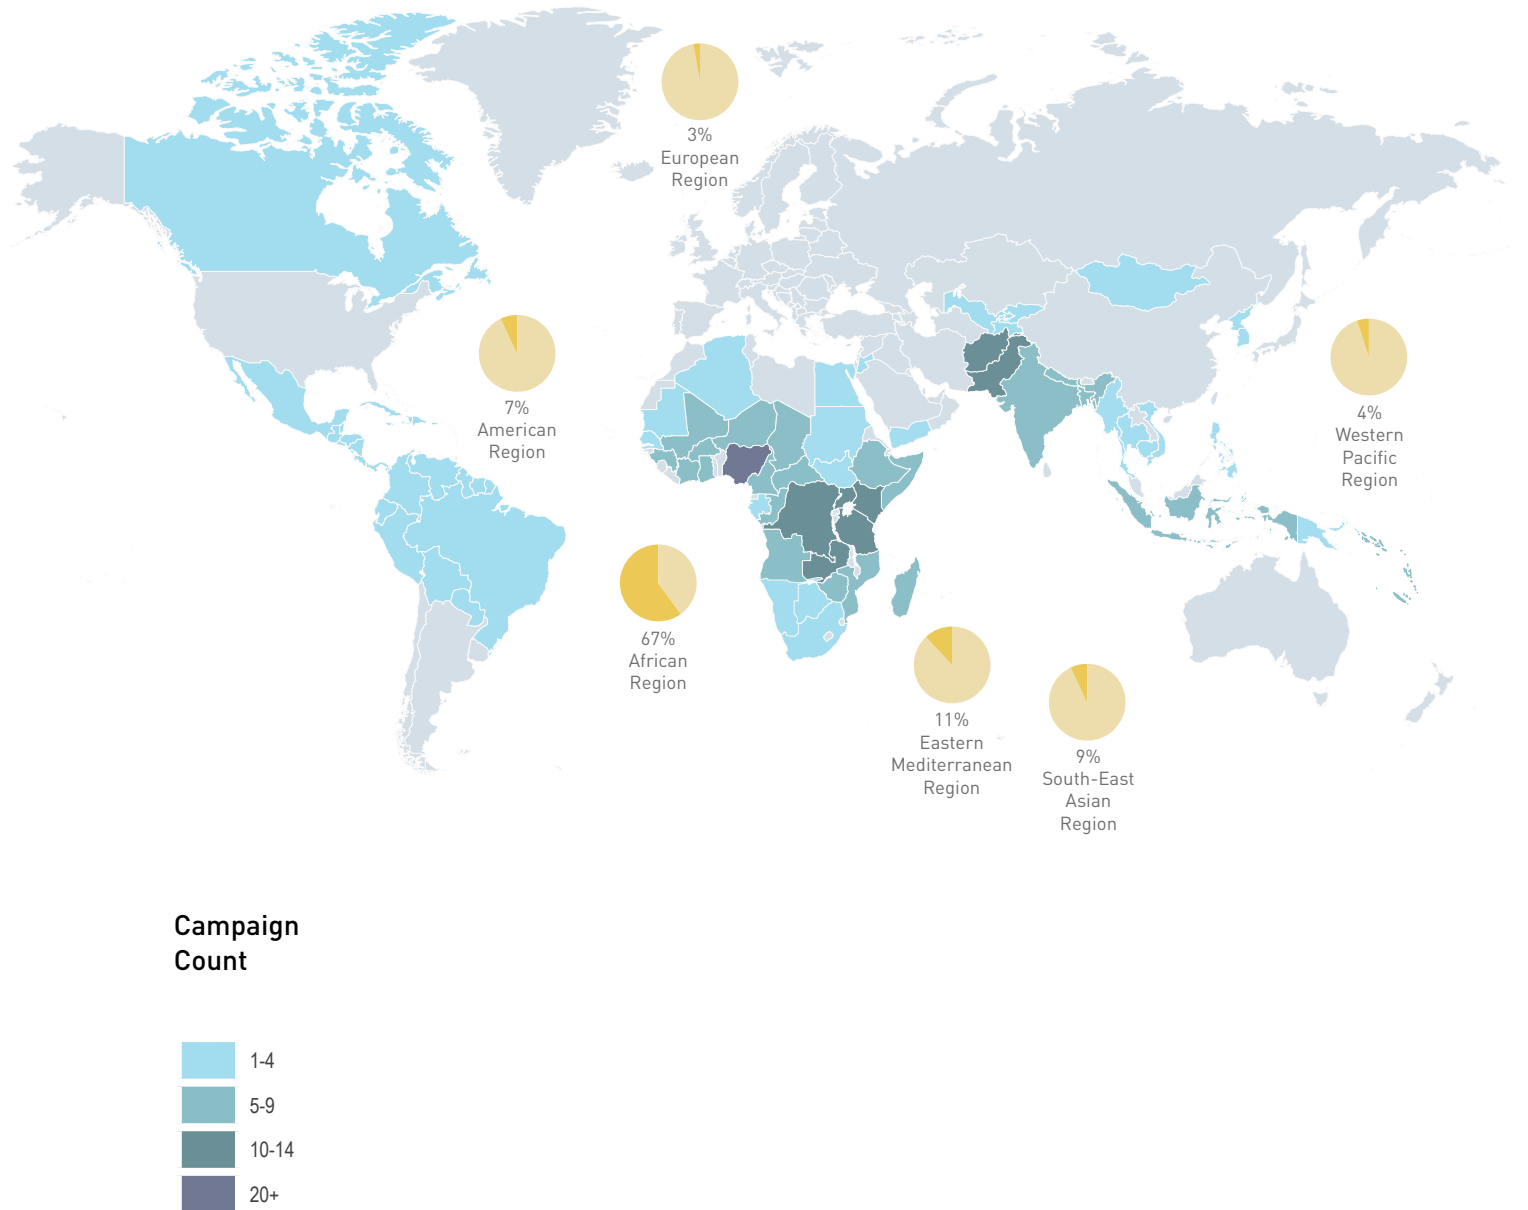 3%
European
Region
7%
American
Region
4%
Western
Pacific
Region
67%
African
Region
11%
Eastern
Mediterranean
Region
9%
South-East
Asian
Region
Campaign
Count
1-4
5-9
10-14
20+